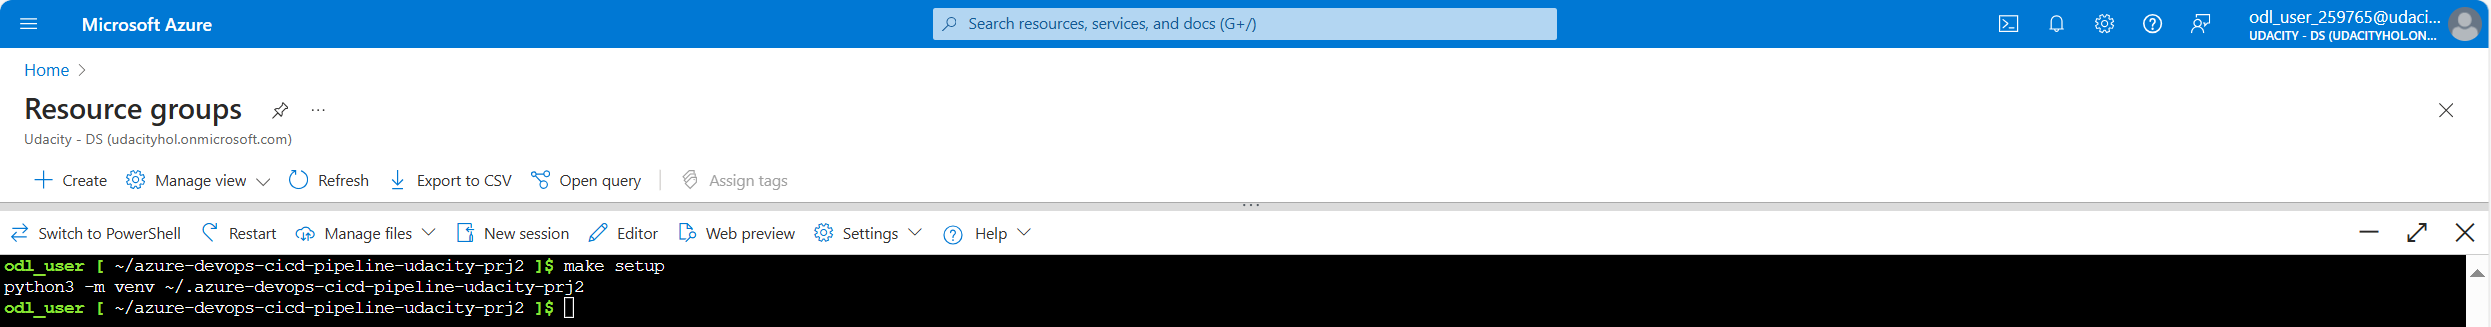 Microsoft Azure
Search resources, services, and docs (G+/)
odl_user_259765@udaci...
UDACITY - DS (UDACITYHOL.ON...
Home >
Resource groups ...
Udacity - DS (udacityhol.onmicrosoft.com)
Create Manage view Refresh Export to CSV Open query Assign tags
Switch to PowerShell Restart Manage files New session Editor Web preview Settings Help
odl_user [ ~/azure-devops-cicd-pipeline-udacity-prj2 ]$ make setup
python3 -m venv ~/.azure-devops-cicd-pipeline-udacity-prj2
odl_user [ ~/azure-devops-cicd-pipeline-udacity-prj2 ]$